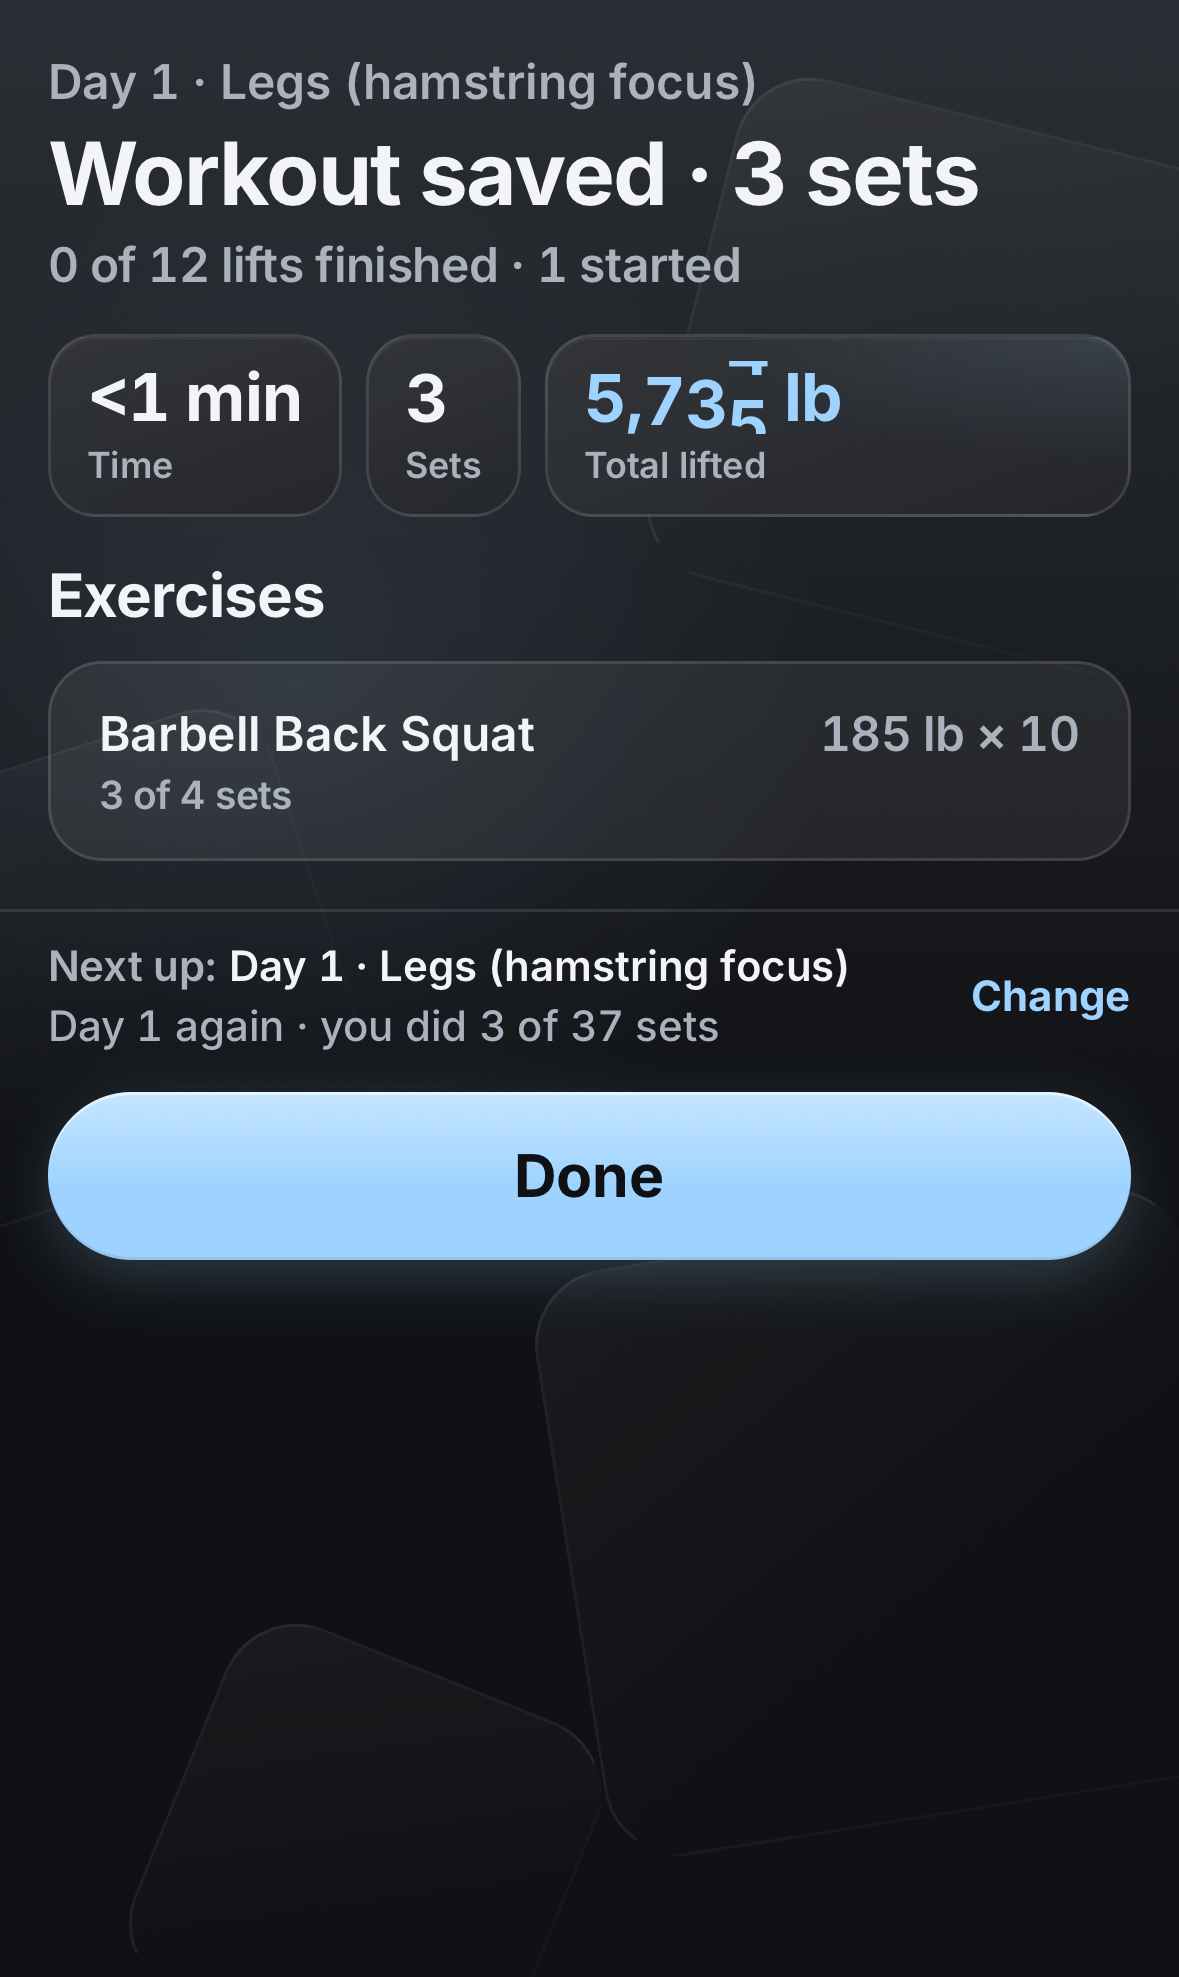 Day 1 · Legs (hamstring focus)
Workout saved · 3 sets
0 of 12 lifts finished · 1 started
<1 min
Time
3
Sets
lb
Total lifted
Exercises
Barbell Back Squat
185 lb × 10
3 of 4 sets
Next up: Day 1 · Legs (hamstring focus)
Day 1 again · you did 3 of 37 sets
Change
Done